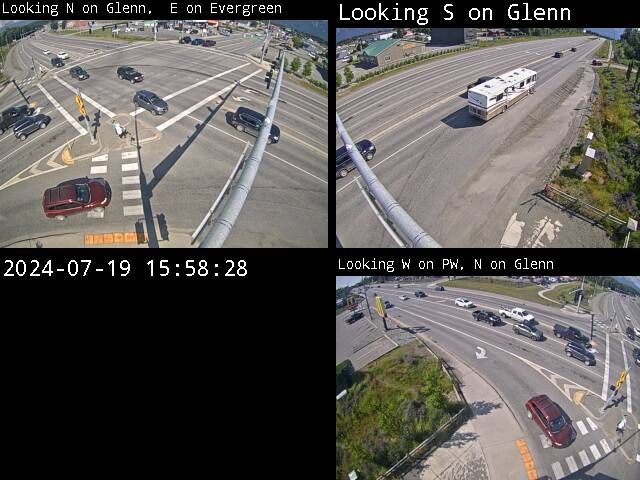 Looking N on Glenn, E on Evergreen
Looking S on Glenn
2024-07-19 15:58:28
Looking W on PW, N on Glenn